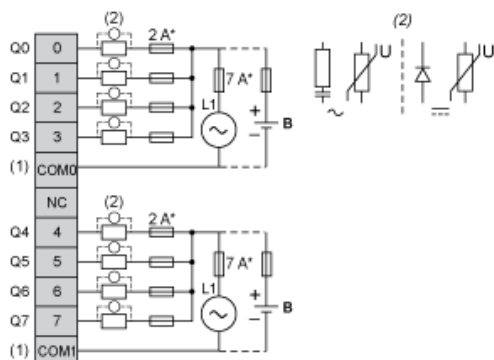 (2)
(2)
Q0 0 2 A*
Q1 1 7 A*
U U
Q2 2 L1
Q3 3 + B
−
(1) COM0
NC
(2)
Q4 4 2 A*
Q5 5 7 A*
Q6 6 L1
Q7 7 + B
−
(1) COM1